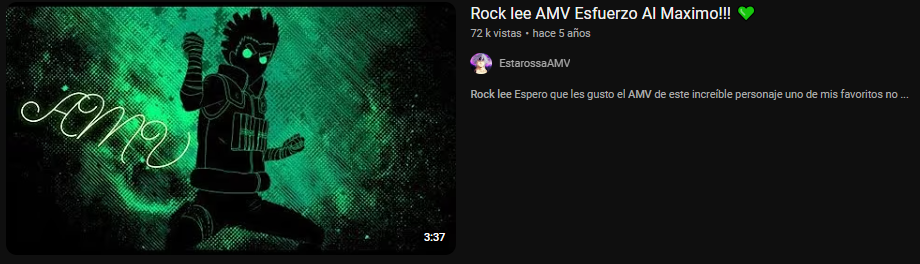 AMV
3:37
Rock lee AMV Esfuerzo Al Maximo!!! 💚
72 k vistas • hace 5 años
EstarossaAMV
Rock lee Espero que les gusto el AMV de este increíble personaje uno de mis favoritos no ...